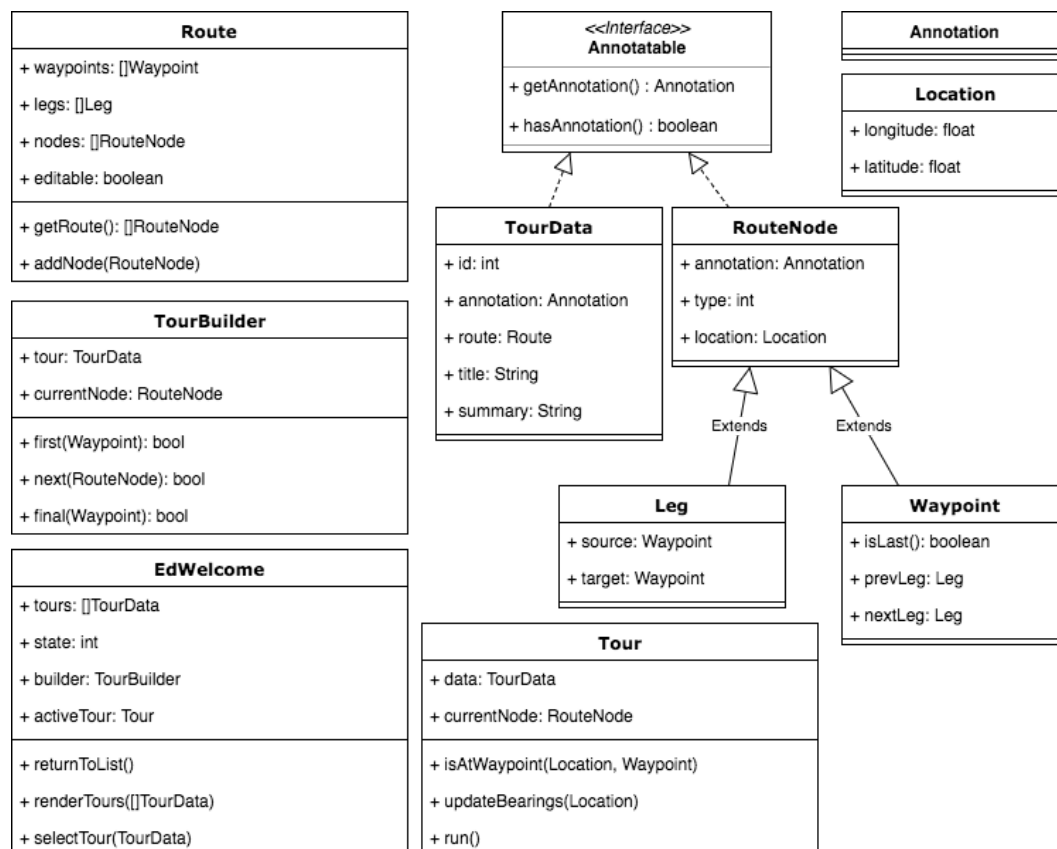 Route
+ waypoints: []Waypoint
+ legs: []Leg
+ nodes: []RouteNode
+ editable: boolean
+ getRoute(): []RouteNode
+ addNode(RouteNode)
<<Interface>>
Annotatable
+ getAnnotation() : Annotation
+ hasAnnotation() : boolean
Annotation
Location
+ longitude: float
+ latitude: float
TourData
+ id: int
+ annotation: Annotation
+ route: Route
+ title: String
+ summary: String
RouteNode
+ annotation: Annotation
+ type: int
+ location: Location
Extends
Extends
TourBuilder
+ tour: TourData
+ currentNode: RouteNode
+ first(Waypoint): bool
+ next(RouteNode): bool
+ final(Waypoint): bool
Leg
+ source: Waypoint
+ target: Waypoint
Waypoint
+ isLast(): boolean
+ prevLeg: Leg
+ nextLeg: Leg
EdWelcome
+ tours: []TourData
+ state: int
+ builder: TourBuilder
+ activeTour: Tour
+ returnToList()
+ renderTours([]TourData)
+ selectTour(TourData)
Tour
+ data: TourData
+ currentNode: RouteNode
+ isAtWaypoint(Location, Waypoint)
+ updateBearings(Location)
+ run()